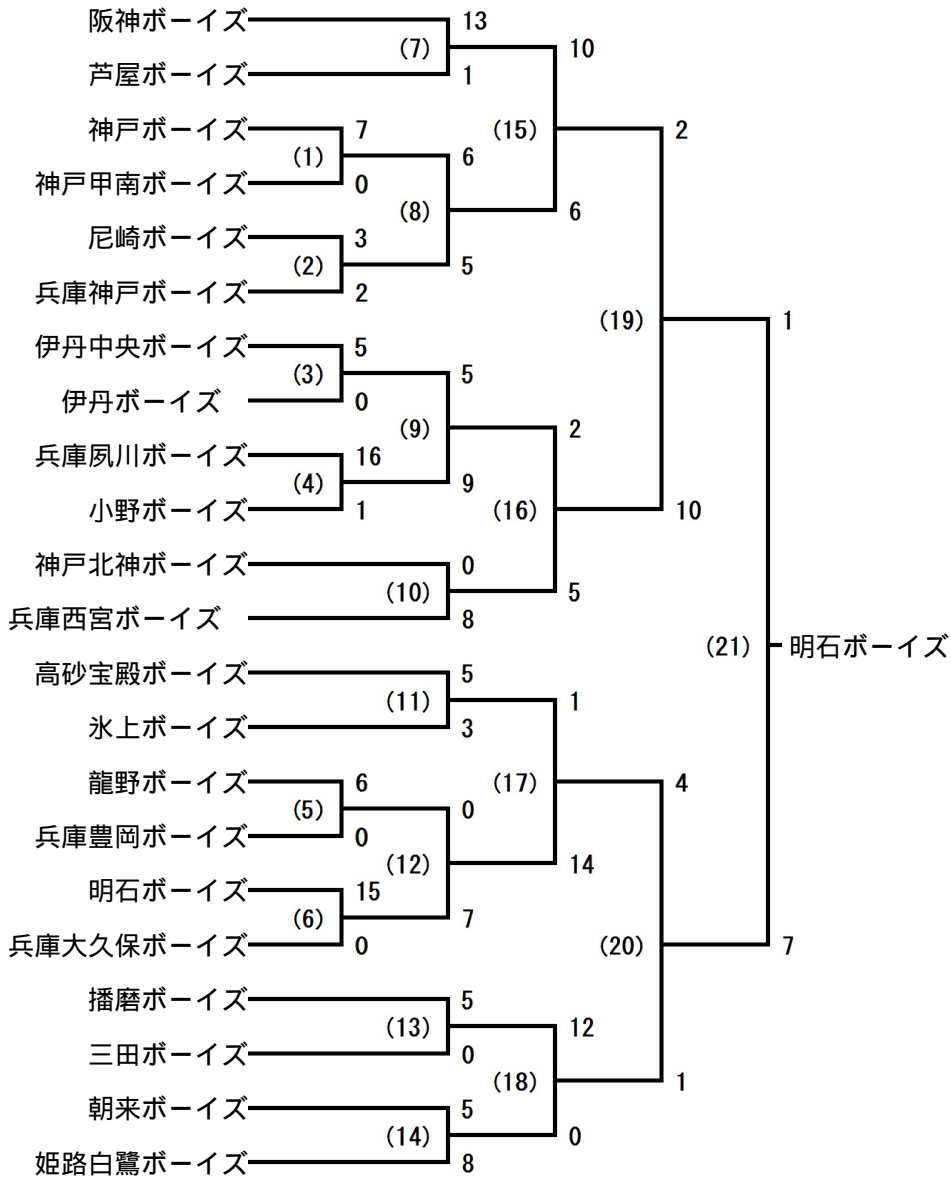 阪神ボーイズ 13
(7) 10
芦屋ボーイズ 1
神戸ボーイズ 7 (15) 2
(1) 6
神戸甲南ボーイズ 0
(8) 6
尼崎ボーイズ 3
(2) 5
兵庫神戸ボーイズ 2
(19) 1
伊丹中央ボーイズ 5
(3) 5
伊丹ボーイズ 0
(9) 2
兵庫夙川ボーイズ 16
(4) 9
小野ボーイズ 1 (16) 10
神戸北神ボーイズ 0
(10) 5
兵庫西宮ボーイズ 8
(21) 明石ボーイズ
高砂宝殿ボーイズ 5
(11) 1
氷上ボーイズ 3
龍野ボーイズ 6 (17) 4
(5) 0
兵庫豊岡ボーイズ 0
(12) 14
明石ボーイズ 15
(6) 7
兵庫大久保ボーイズ 0 (20) 7
播磨ボーイズ 5
(13) 12
三田ボーイズ 0
(18) 1
朝来ボーイズ 5
(14) 0
姫路白鷺ボーイズ 8